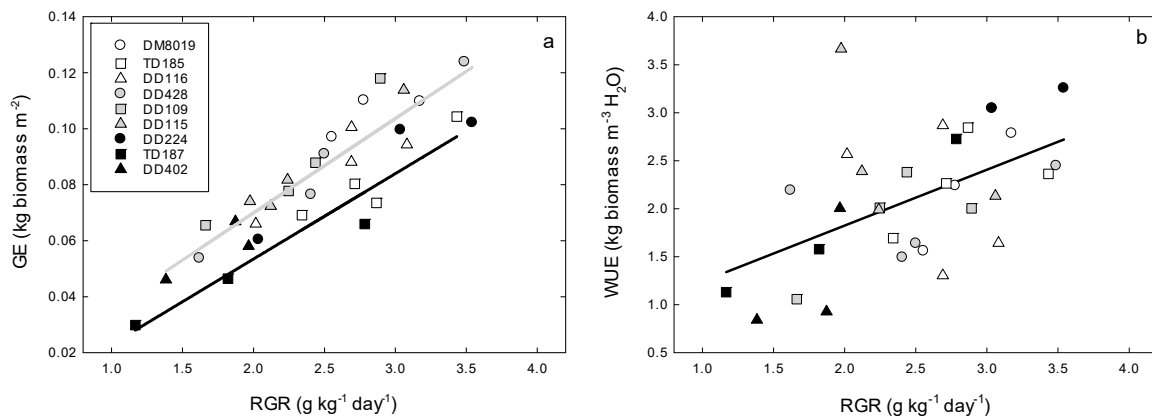 0.14
0.12
0.10
0.08
0.06
0.04
0.02
GE (kg biomass m-2)
a
DM8019
TD185
DD116
DD428
DD109
DD115
DD224
TD187
DD402
1.0 1.5 2.0 2.5 3.0 3.5 4.0
RGR (g kg-1 day-1)
4.0
3.5
3.0
2.5
2.0
1.5
1.0
0.5
WUE (kg biomass m-3 H2O)
b
1.0 1.5 2.0 2.5 3.0 3.5 4.0
RGR (g kg-1 day-1)